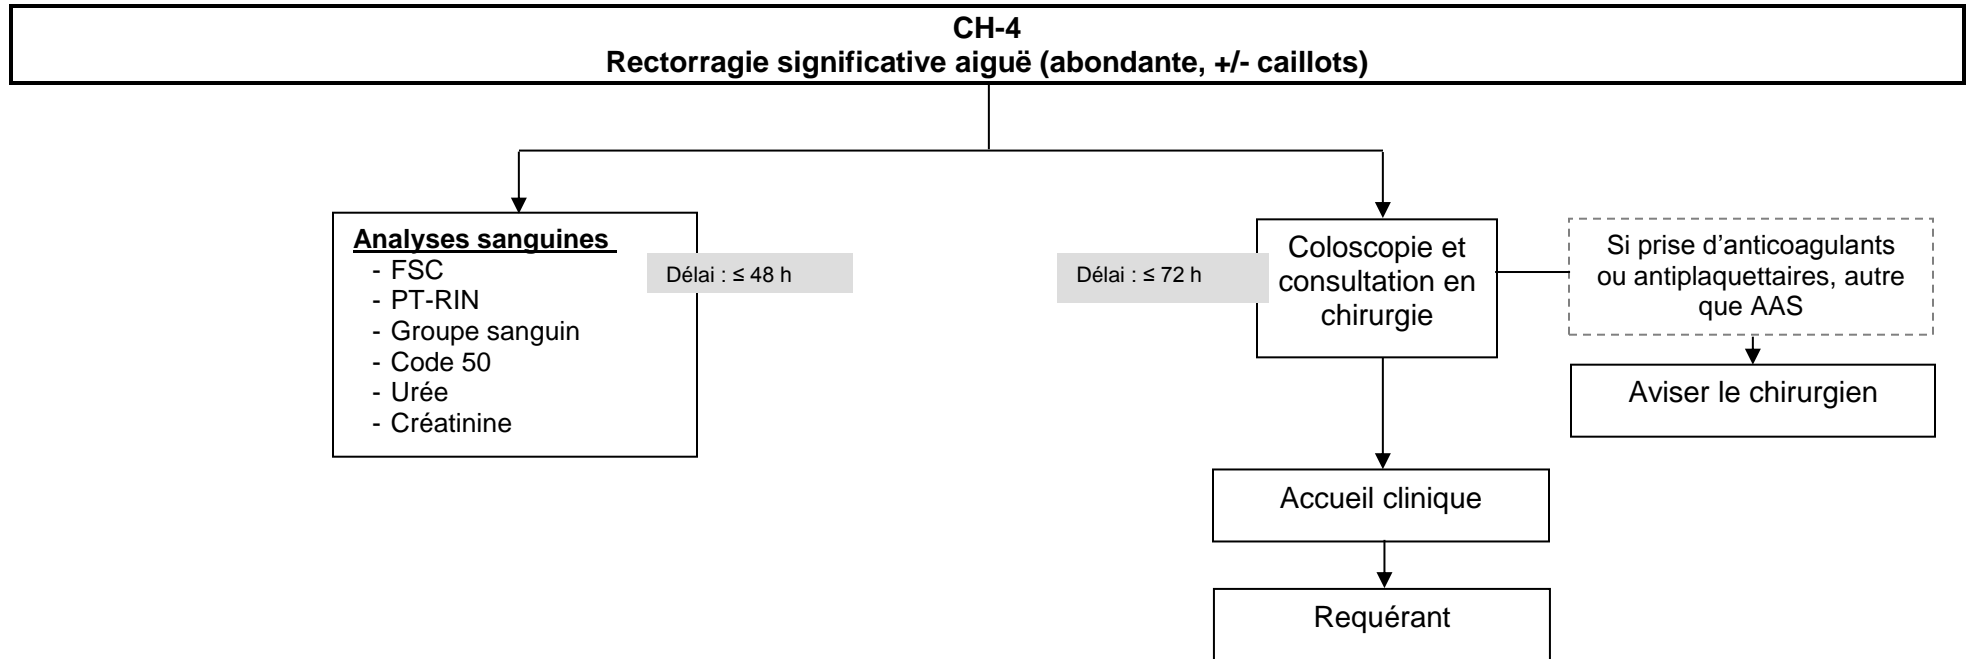 CH-4
Rectorragie significative aiguë (abondante, +/- caillots)
Analyses sanguines
- FSC
- PT-RIN
- Groupe sanguin
- Code 50
- Urée
- Créatinine
Délai : ≤ 48 h
Délai : ≤ 72 h
Coloscopie et
consultation en
chirurgie
Si prise d’anticoagulants
ou antiplaquettaires, autre
que AAS
Aviser le chirurgien
Accueil clinique
Requérant